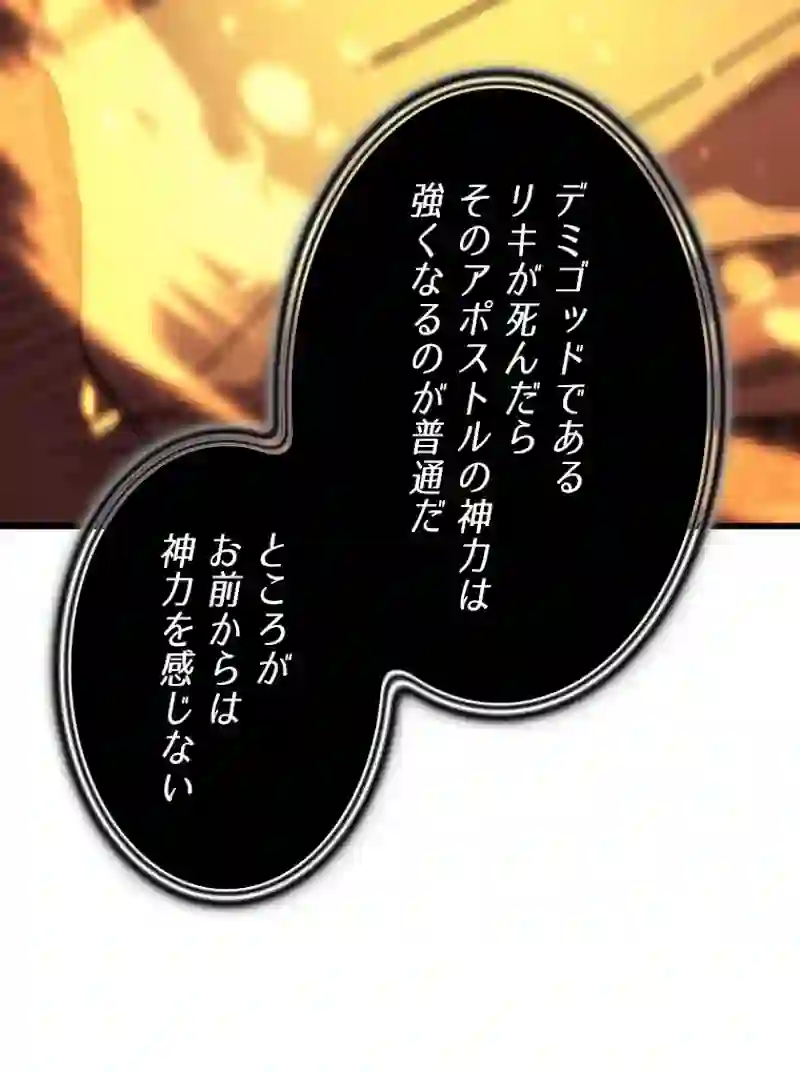 デミゴッドである
リキが死んだら
そのアポストルの神力は
強くなるのが普通だ
ところが
お前からは
神力を感じない